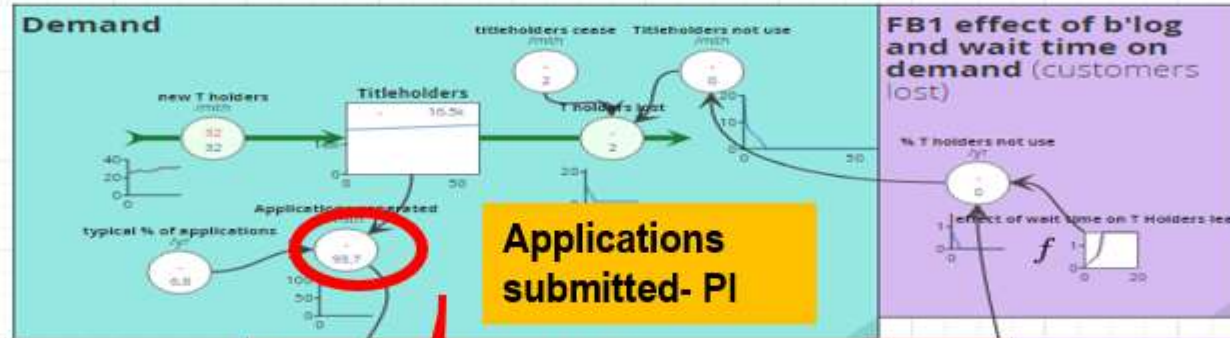 Demand
titleholders cease
/mth
-
2
Titleholders not use
/mth
-
0
new T holders
/mth
32
32
40
20
0
0
Titleholders
-
16.5k
0
0
50
T holders lost
-
2
20
20
10
0
0
50
Applications
typical % of applications
/yr
-
6.8
-
93.7
100
50
0
0
Applications
submitted- PI
FB1 effect of b'log
and wait time on
demand (customers
lost)
% T holders not use
/yr
-
0
1
0
0
effect of wait time on T Holders lea
f
1
0
0
20